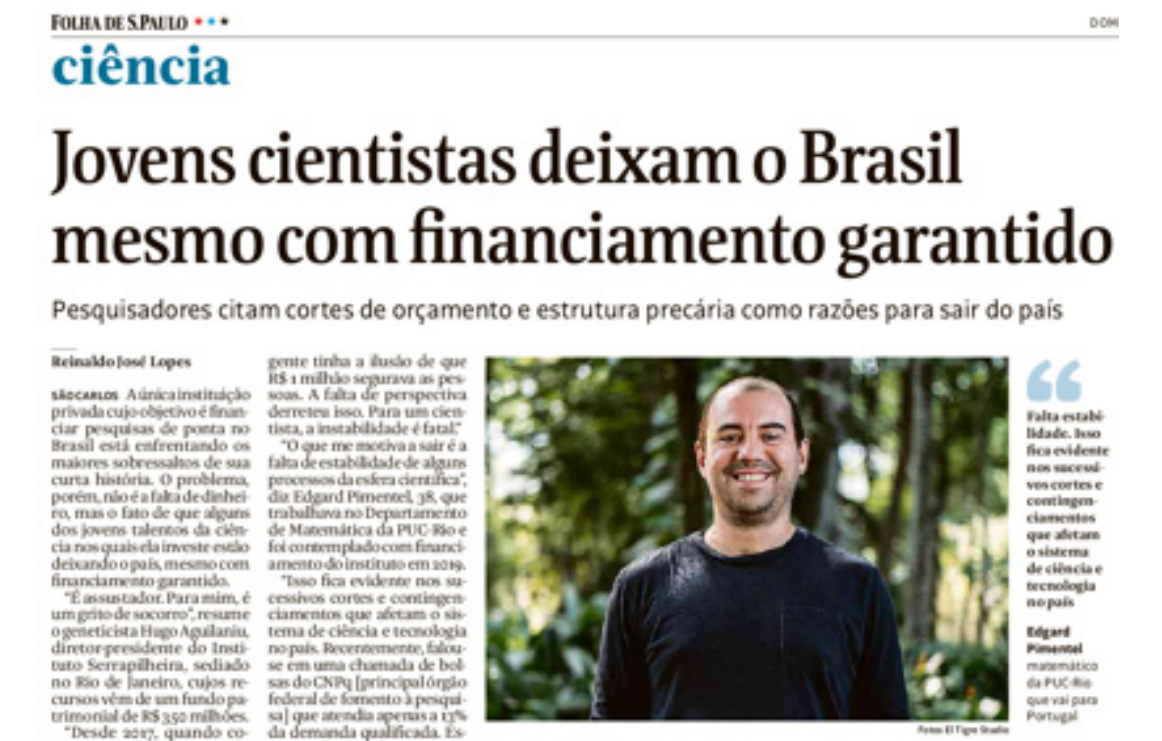 FOLHA DE S.PAULO
DOM
ciência
Jovens cientistas deixam o Brasil
mesmo com financiamento garantido
Pesquisadores citam cortes de orçamento e estrutura precária como razões para sair do país
Reinaldo José Lopes
SÃO CARLOS A única instituição
privada cujo objetivo é finan-
ciar pesquisas de ponta no
Brasil está enfrentando os
maiores sobressaltos de sua
curta história. O problema,
porém, não é a falta de dinhei-
ro, mas o fato de que alguns
dos jovens talentos da ciên-
cia nos quais ela investe estão
deixando o país, mesmo com
financiamento garantido.
"É assustador. Para mim, é
um grito de socorro", resume
o geneticista Hugo Aguilaniu,
diretor-presidente do Insti-
tuto Serrapilheira, sediado
no Rio de Janeiro, cujos re-
cursos vêm de um fundo pa-
trimonial de R$ 350 milhões.
"Desde 2017, quando co-
gente tinha a ilusão de que
R$ 1 milhão segurava as pes-
soas. A falta de perspectiva
derreteu isso. Para um cien-
tista, a instabilidade é fatal."
"O que me motiva a sair é a
falta de estabilidade de alguns
processos da esfera científica",
diz Edgard Pimentel, 38, que
trabalhava no Departamento
de Matemática da PUC-Rio e
foi contemplado com financi-
amento do instituto em 2019.
"Isso fica evidente nos su-
cessivos cortes e contingen-
ciamentos que afetam o sis-
tema de ciência e tecnologia
no país. Recentemente, falou-
se em uma chamada de bol-
sas do CNPq [principal órgão
federal de fomento à pesqui-
sa] que atendia apenas a 13%
da demanda qualificada. Es-
Fotos El Tigre Studio
“
Falta estabi-
lidade. Isso
fica evidente
nos sucessi-
vos cortes e
contingen-
ciamentos
que afetam
o sistema
de ciência e
tecnologia
no país
Edgard
Pimentel
matemático
da PUC-Rio
que vai para
Portugal